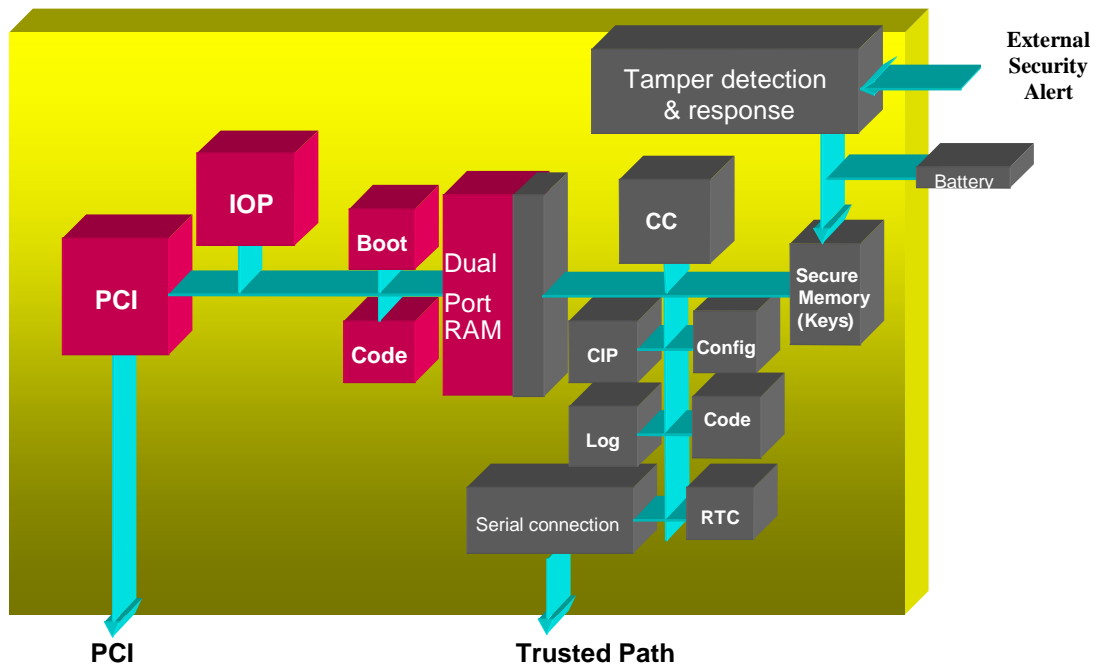 External
Security
Alert
Tamper detection
& response
Battery
IOP
CC
Boot
Dual
Port
RAM
PCI
Secure
Memory
(Keys)
Code
CIP
Config
Log
Code
Serial connection
RTC
PCI
Trusted Path